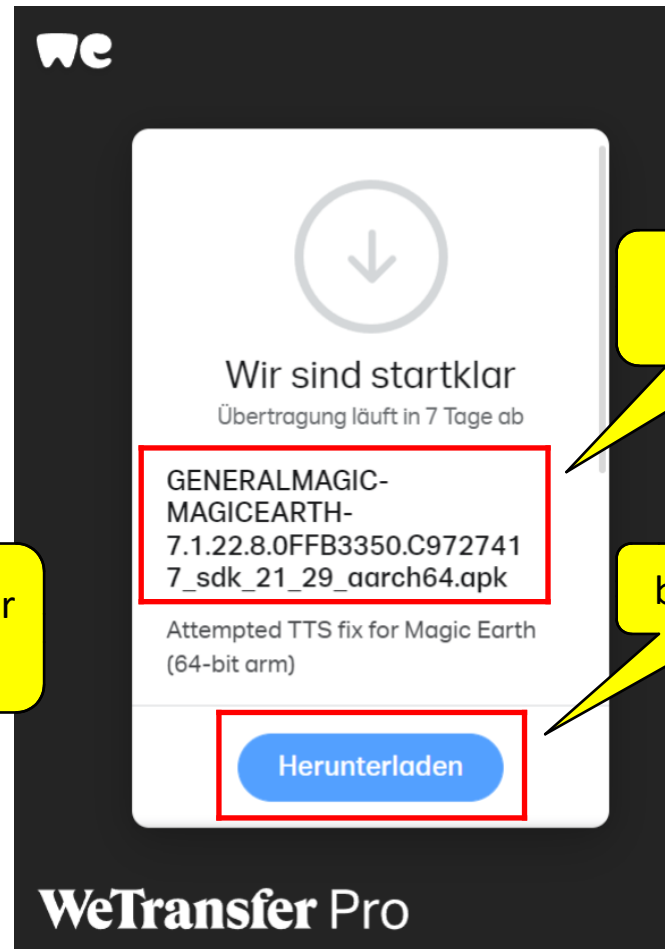 we
Wir sind startklar
Übertragung läuft in 7 Tage ab
GENERALMAGIC-
MAGICEARTH-
7.1.22.8.0FFB3350.C972741
7_sdk_21_29_aarch64.apk
r
b
Attempted TTS fix for Magic Earth
(64-bit arm)
Herunterladen
WeTransfer Pro